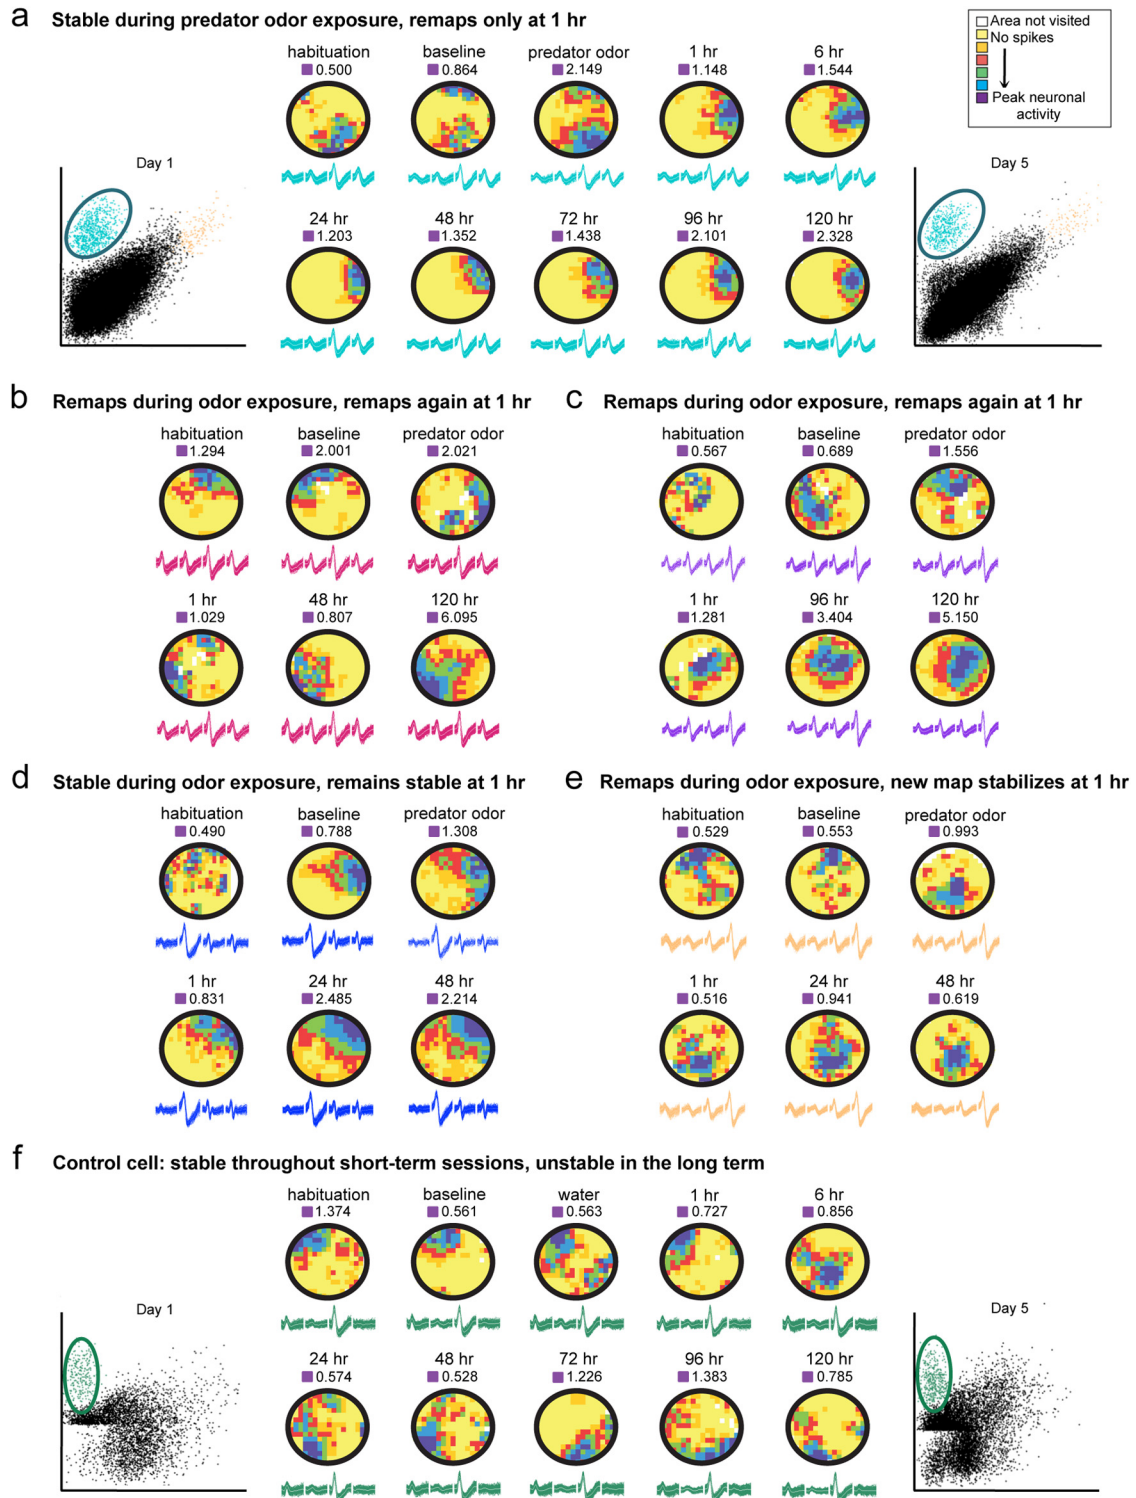 a Stable during predator odor exposure, remaps only at 1 hr
Area not visited
No spikes
Peak neuronal
activity
habituation baseline predator odor 1 hr 6 hr
0.500 0.864 2.149 1.148 1.544
Day 1
Day 5
24 hr 48 hr 72 hr 96 hr 120 hr
1.203 1.352 1.438 2.101 2.328
b Remaps during odor exposure, remaps again at 1 hr
habituation baseline predator odor
1.294 2.001 2.021
1 hr 48 hr 120 hr
1.029 0.807 6.095
c Remaps during odor exposure, remaps again at 1 hr
habituation baseline predator odor
0.567 0.689 1.556
1 hr 96 hr 120 hr
1.281 3.404 5.150
d Stable during odor exposure, remains stable at 1 hr
habituation baseline predator odor
0.490 0.788 1.308
1 hr 24 hr 48 hr
0.831 2.485 2.214
e Remaps during odor exposure, new map stabilizes at 1 hr
habituation baseline predator odor
0.529 0.553 0.993
1 hr 24 hr 48 hr
0.516 0.941 0.619
f Control cell: stable throughout short-term sessions, unstable in the long term
habituation baseline water 1 hr 6 hr
1.374 0.561 0.563 0.727 0.856
Day 1
Day 5
24 hr 48 hr 72 hr 96 hr 120 hr
0.574 0.528 1.226 1.383 0.785